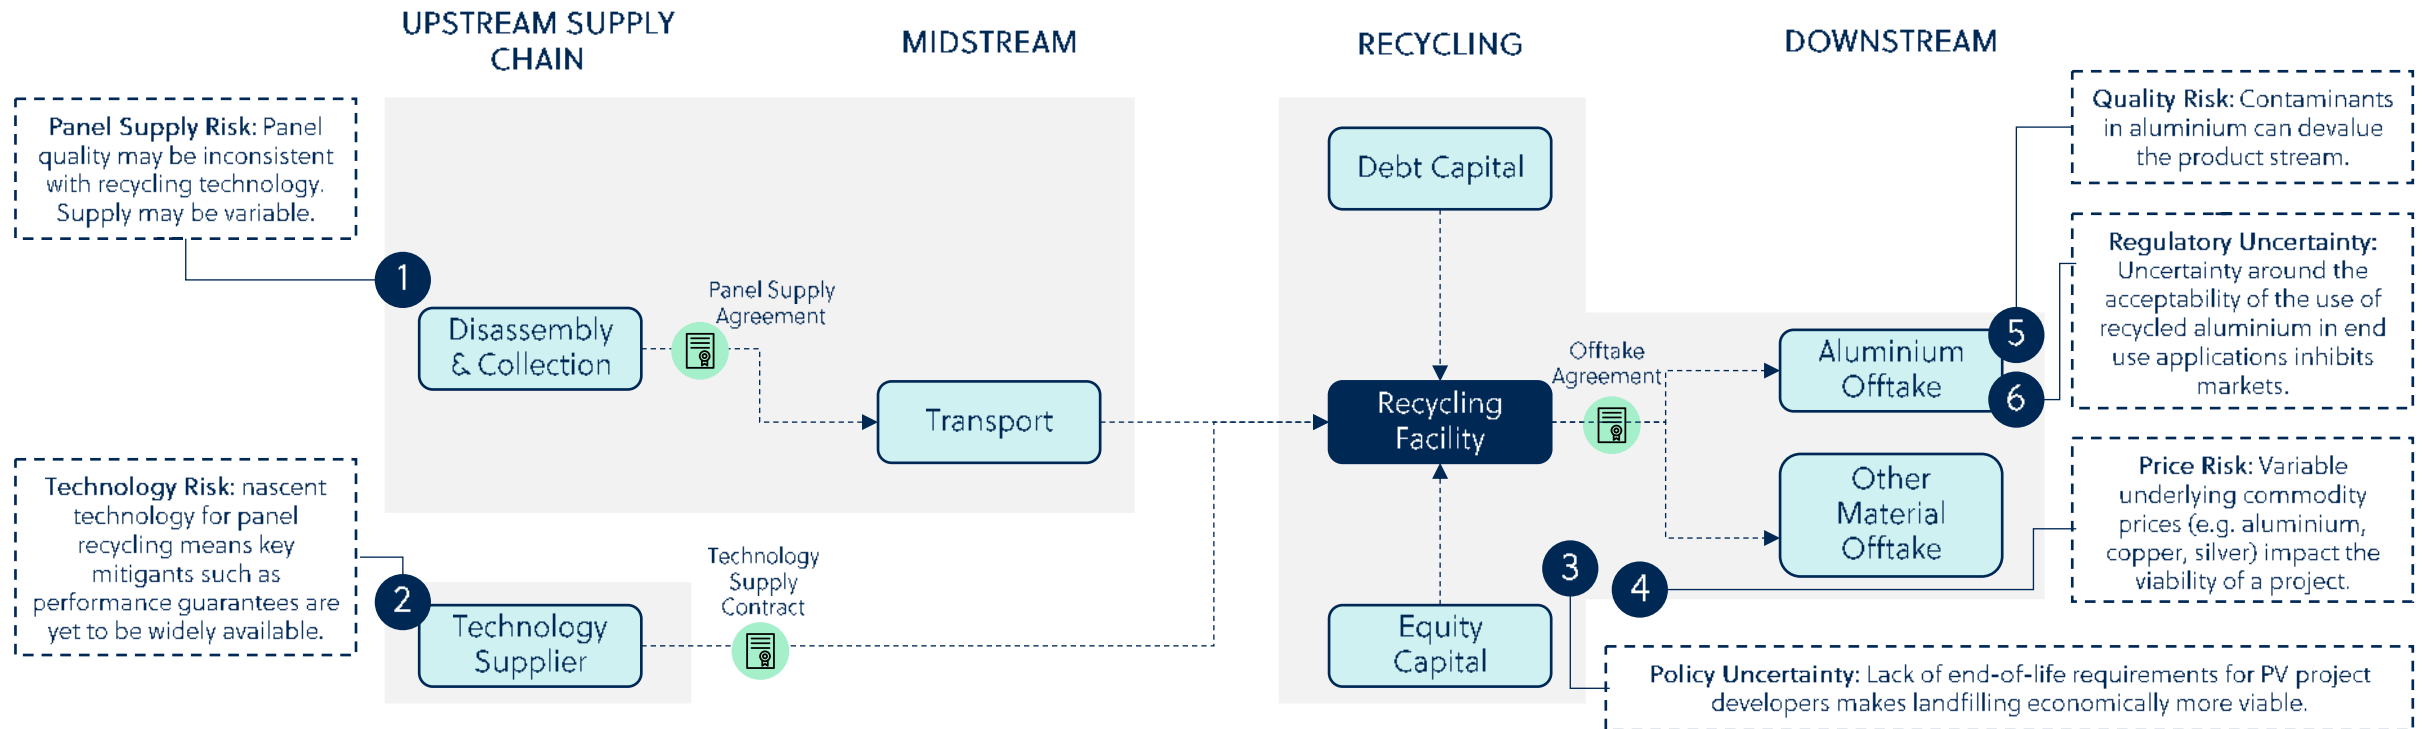 UPSTREAM SUPPLY
CHAIN
MIDSTREAM
RECYCLING
DOWNSTREAM
Panel Supply Risk: Panel
quality may be inconsistent
with recycling technology.
Supply may be variable.
1
Disassembly
& Collection
Panel Supply
Agreement
Transport
Technology Risk: nascent
technology for panel
recycling means key
mitigants such as
performance guarantees are
yet to be widely available.
2
Technology
Supplier
Technology
Supply
Contract
Debt Capital
Recycling
Facility
Equity
Capital
Offtake
Agreement
Aluminium
Offtake
Other
Material
Offtake
5
6
3
4
Quality Risk: Contaminants
in aluminium can devalue
the product stream.
Regulatory Uncertainty:
Uncertainty around the
acceptability of the use of
recycled aluminium in end
use applications inhibits
markets.
Price Risk: Variable
underlying commodity
prices (e.g. aluminium,
copper, silver) impact the
viability of a project.
Policy Uncertainty: Lack of end-of-life requirements for PV project
developers makes landfilling economically more viable.